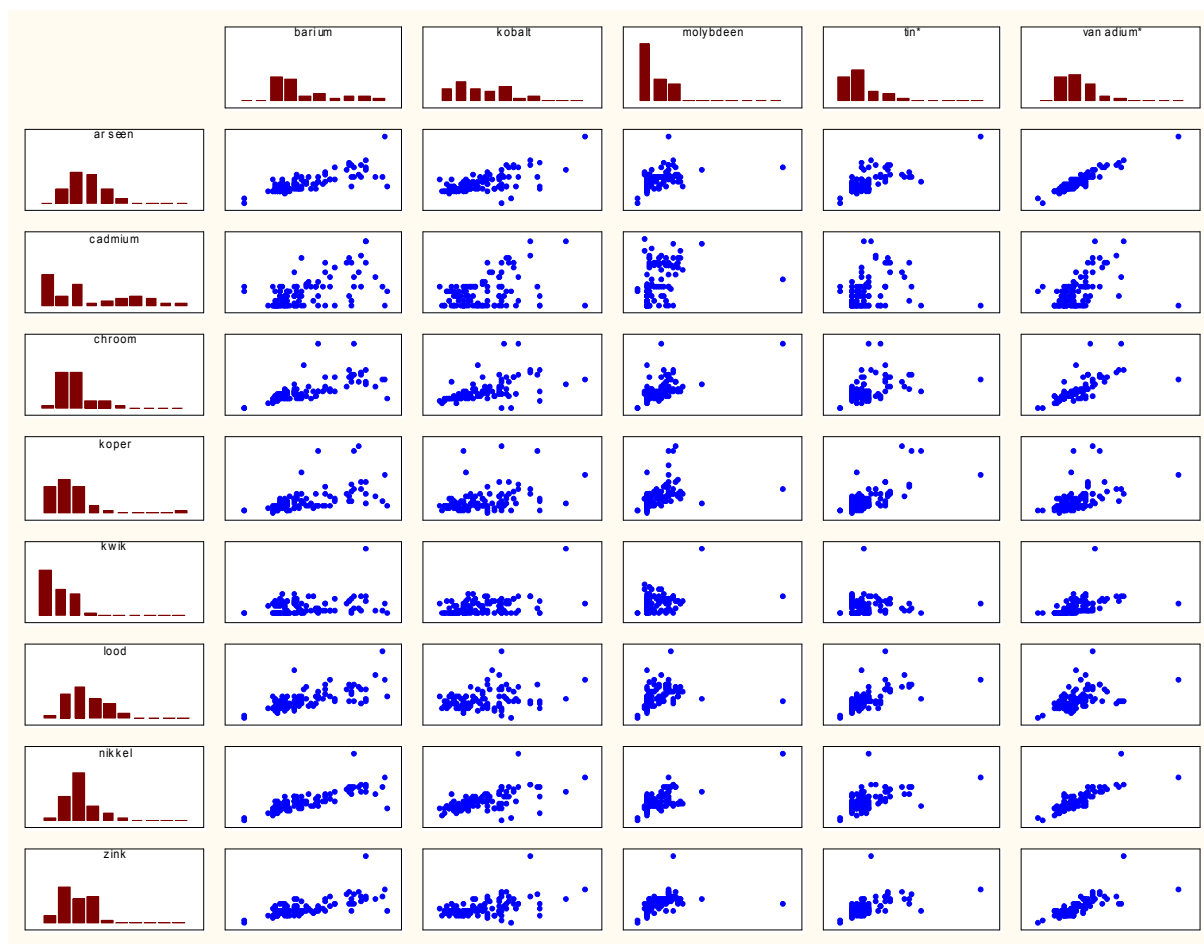 barium
kobalt
molybdeen
tin*
vanadium*
arseen
cadmium
chroom
koper
kwik
lood
nikkel
zink